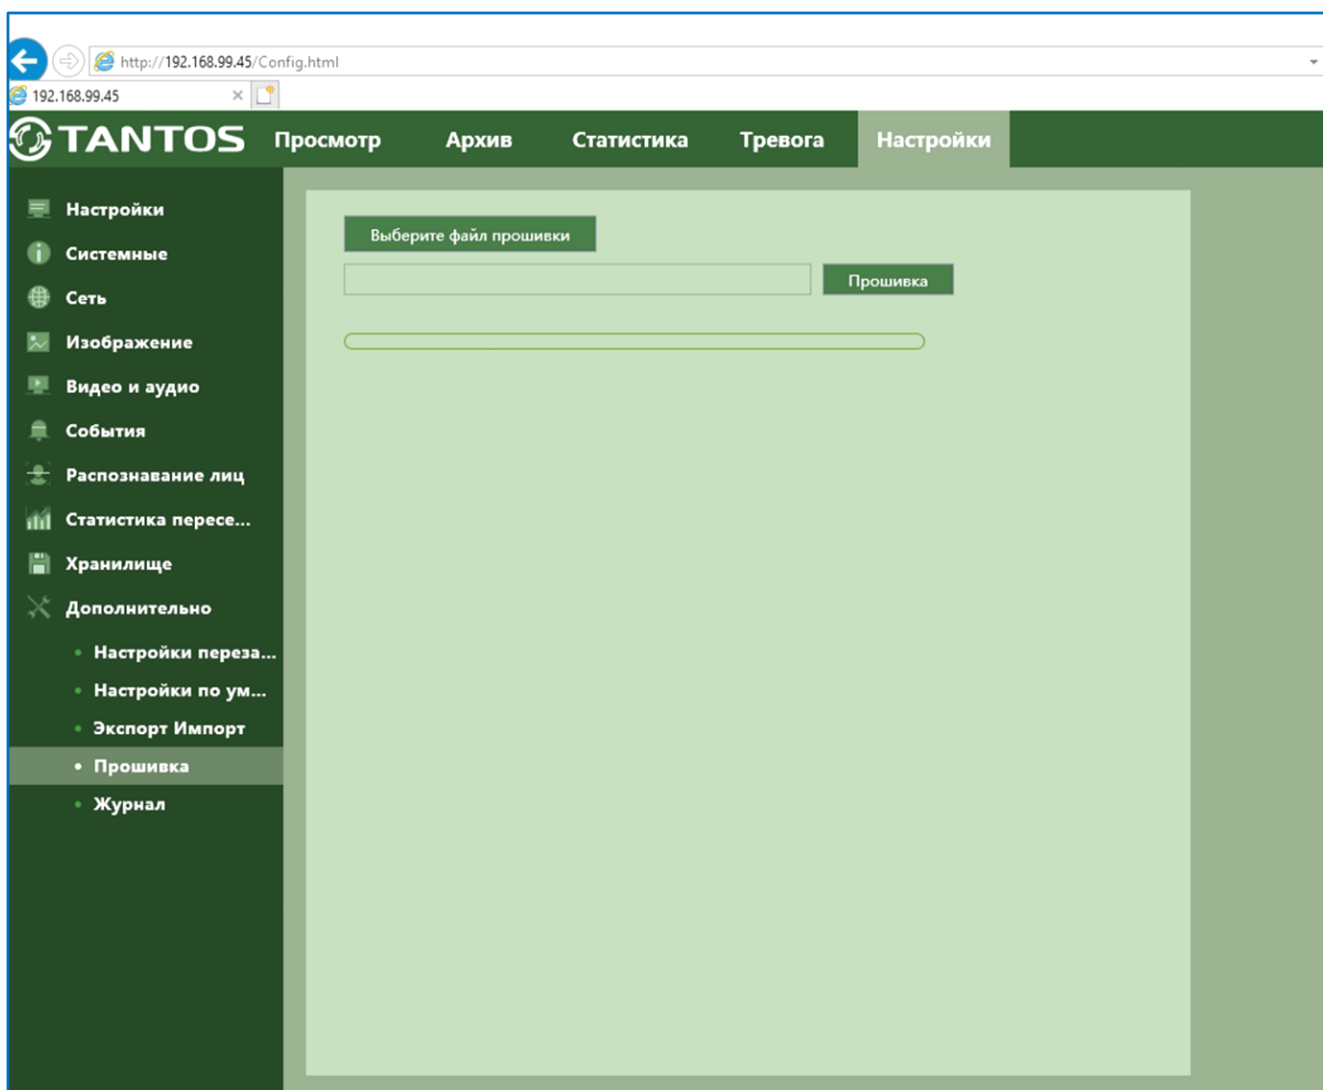 http://192.168.99.45/Config.html
192.168.99.45
TANTOS Просмотр Архив Статистика Тревога Настройки
Настройки
Системные
Сеть
Изображение
Видео и аудио
События
Распознавание лиц
Статистика пересе...
Хранилище
Дополнительно
Настройки переза...
Настройки по ум...
Экспорт Импорт
Прошивка
Журнал
Выберите файл прошивки
Прошивка